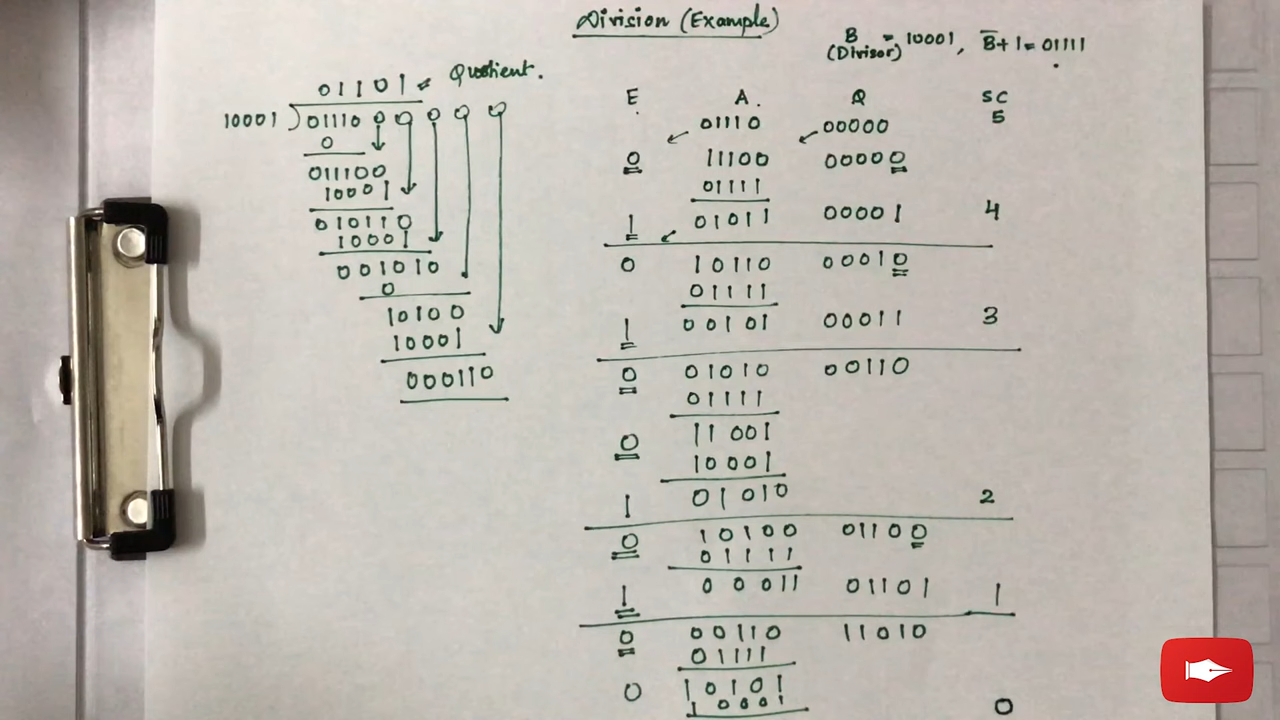 Division (Example)
B (Divisor) = 10001, B̅+1 = 01111
01101 ← Quotient.
10001 ) 01110 0 0 0 0 0
0
011100
10001
010110
10001
001010
0
10100
10001
000110
E A. Q SC
01110 00000 5
0 11100 00000
01111
1 01011 00001 4
0 10110 00010
01111
1 00101 00011 3
0 01010 00110
01111
0 11001
10001
1 01010 2
0 10100 01100
01111
1 00011 01101 1
0 00110 11010
01111
0 10101
10001 0